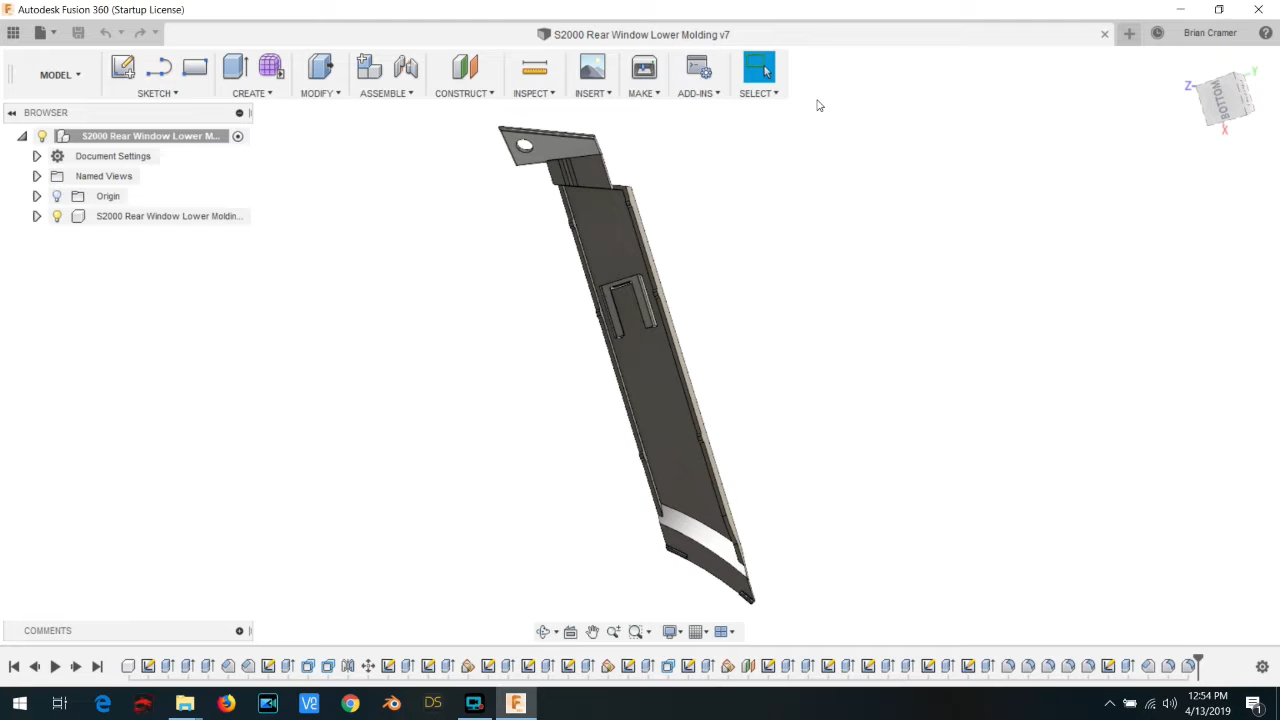 Autodesk Fusion 360 (Startup License)
S2000 Rear Window Lower Molding v7
Brian Cramer
MODEL
SKETCH
CREATE
MODIFY
ASSEMBLE
CONSTRUCT
INSPECT
INSERT
MAKE
ADD-INS
SELECT
BROWSER
S2000 Rear Window Lower M...
Document Settings
Named Views
Origin
S2000 Rear Window Lower Moldin...
Z
Y
BOTTOM
X
COMMENTS
DS
12:54 PM
4/13/2019